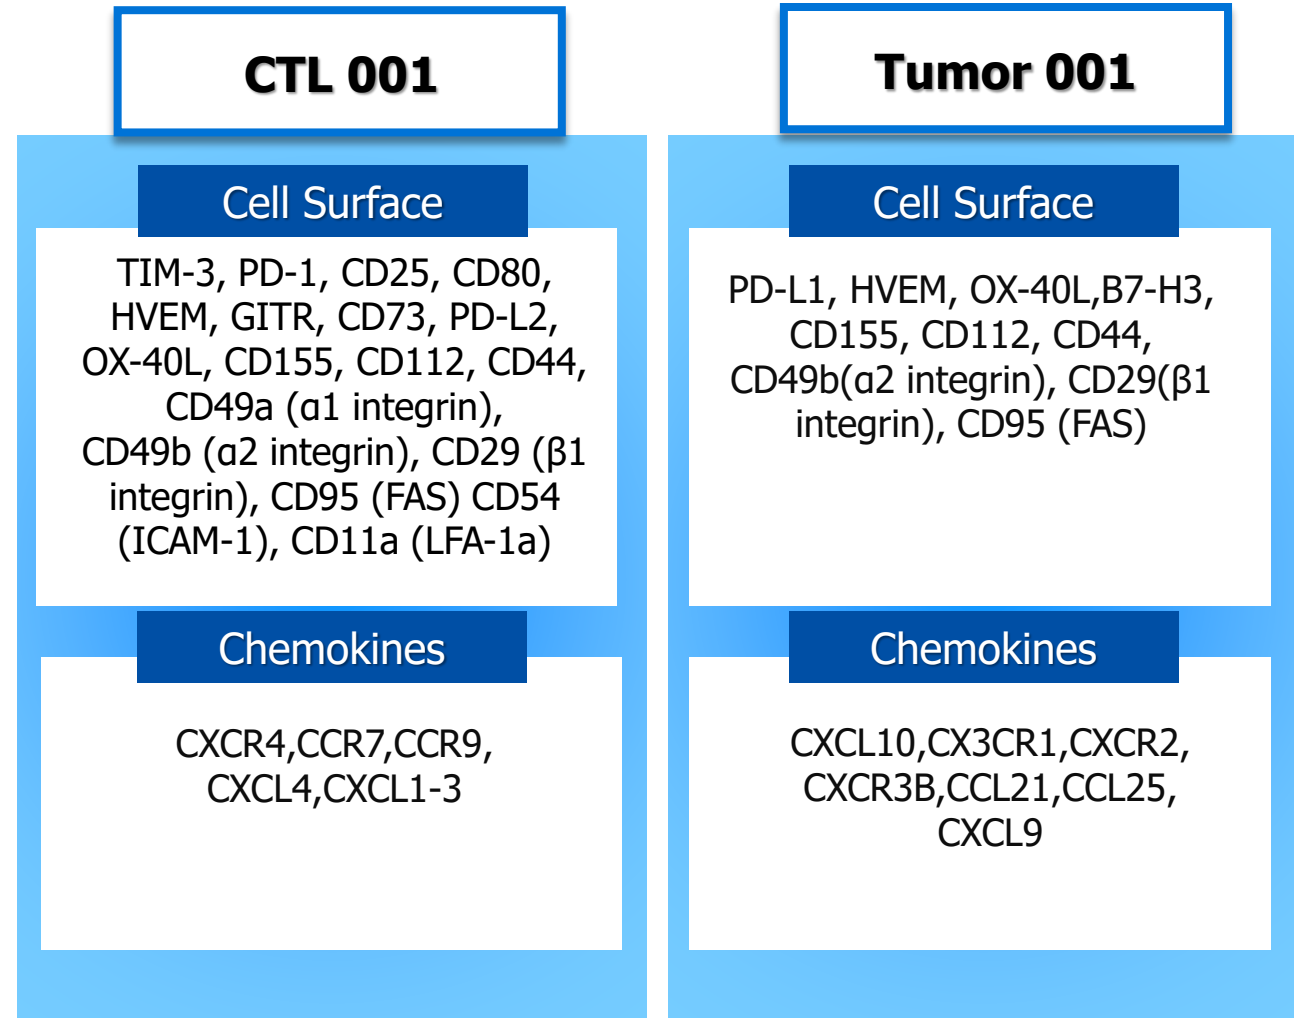 CTL 001
Cell Surface
TIM-3, PD-1, CD25, CD80,
HVEM, GITR, CD73, PD-L2,
OX-40L, CD155, CD112, CD44,
CD49a (α1 integrin),
CD49b (α2 integrin), CD29 (β1
integrin), CD95 (FAS) CD54
(ICAM-1), CD11a (LFA-1a)
Chemokines
CXCR4,CCR7,CCR9,
CXCL4,CXCL1-3
Tumor 001
Cell Surface
PD-L1, HVEM, OX-40L,B7-H3,
CD155, CD112, CD44,
CD49b(α2 integrin), CD29(β1
integrin), CD95 (FAS)
Chemokines
CXCL10,CX3CR1,CXCR2,
CXCR3B,CCL21,CCL25,
CXCL9